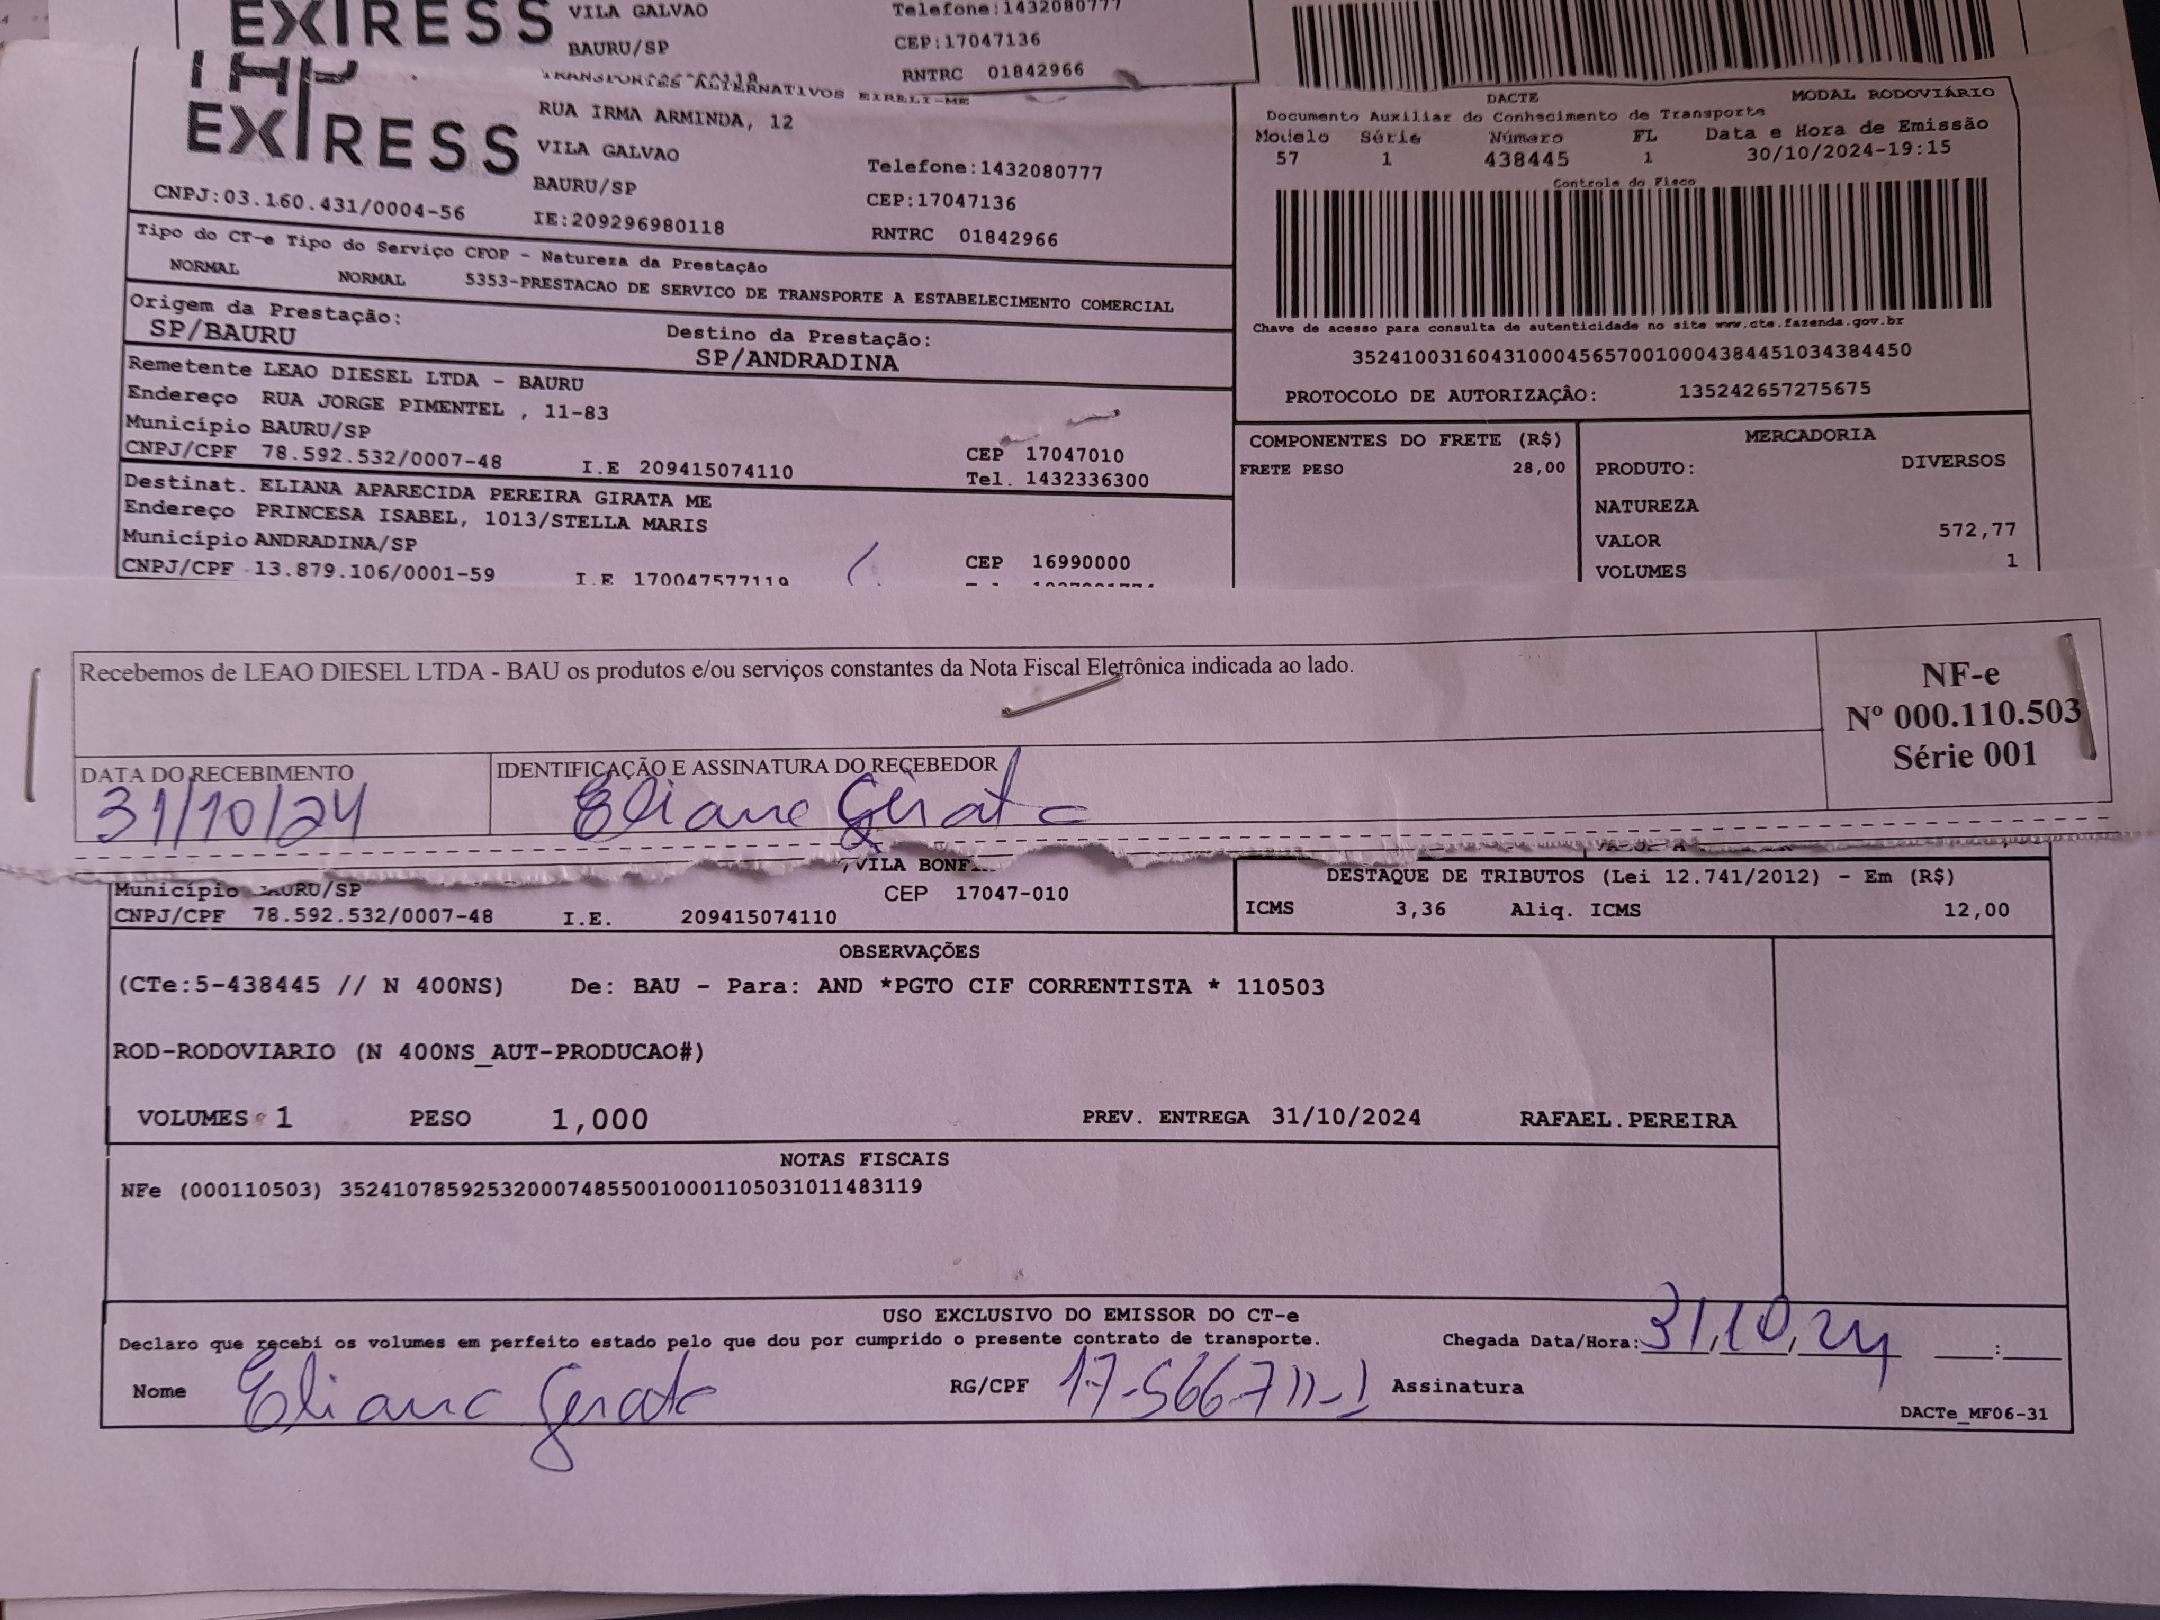 EXPRESS
VILA GALVAO
Telefone:1432080777
BAURU/SP
CEP:17047136
RNTRC 01842966
THP
EXPRESS
TRANSPORTES ALTERNATIVOS EIRELI-ME
RUA IRMA ARMINDA, 12
VILA GALVAO
Telefone:1432080777
BAURU/SP
CEP:17047136
CNPJ:03.160.431/0004-56
IE:209296980118
RNTRC 01842966
DACTE
MODAL RODOVIÁRIO
Documento Auxiliar do Conhecimento de Transporte
Modelo Série Número FL Data e Hora de Emissão
57 1 438445 1 30/10/2024-19:15
Controle do Fisco
Chave de acesso para consulta de autenticidade no site www.cte.fazenda.gov.br
35241003160431000456570010004384451034384450
PROTOCOLO DE AUTORIZAÇÂO: 135242657275675
Tipo do CT-e Tipo do Serviço CFOP - Natureza da Prestação
NORMAL NORMAL 5353-PRESTACAO DE SERVICO DE TRANSPORTE A ESTABELECIMENTO COMERCIAL
Origem da Prestação:
SP/BAURU
Destino da Prestação:
SP/ANDRADINA
Remetente LEAO DIESEL LTDA - BAURU
Endereço RUA JORGE PIMENTEL , 11-83
Município BAURU/SP
CEP 17047010
CNPJ/CPF 78.592.532/0007-48 I.E 209415074110
Tel. 1432336300
Destinat. ELIANA APARECIDA PEREIRA GIRATA ME
Endereço PRINCESA ISABEL, 1013/STELLA MARIS
Município ANDRADINA/SP
CEP 16990000
CNPJ/CPF 13.879.106/0001-59 I.E 170047577119
COMPONENTES DO FRETE (R$)
FRETE PESO 28,00
MERCADORIA
PRODUTO: DIVERSOS
NATUREZA
VALOR 572,77
VOLUMES 1
Recebemos de LEAO DIESEL LTDA - BAU os produtos e/ou serviços constantes da Nota Fiscal Eletrônica indicada ao lado.
NF-e
Nº 000.110.503
Série 001
DATA DO RECEBIMENTO
31/10/24
IDENTIFICAÇÃO E ASSINATURA DO RECEBEDOR
Eliane Girata
Município BAURU/SP
CEP 17047-010
CNPJ/CPF 78.592.532/0007-48 I.E. 209415074110
DESTAQUE DE TRIBUTOS (Lei 12.741/2012) - Em (R$)
ICMS 3,36 Aliq. ICMS 12,00
OBSERVAÇÕES
(CTe:5-438445 // N 400NS) De: BAU - Para: AND *PGTO CIF CORRENTISTA * 110503
ROD-RODOVIARIO (N 400NS_AUT-PRODUCAO#)
VOLUMES 1 PESO 1,000 PREV. ENTREGA 31/10/2024 RAFAEL.PEREIRA
NOTAS FISCAIS
NFe (000110503) 35241078592532000748550010001105031011483119
USO EXCLUSIVO DO EMISSOR DO CT-e
Declaro que recebi os volumes em perfeito estado pelo que dou por cumprido o presente contrato de transporte. Chegada Data/Hora: 31,10,24 :
Nome Eliane Girata RG/CPF 17-566711-1 Assinatura
DACTe_MF06-31